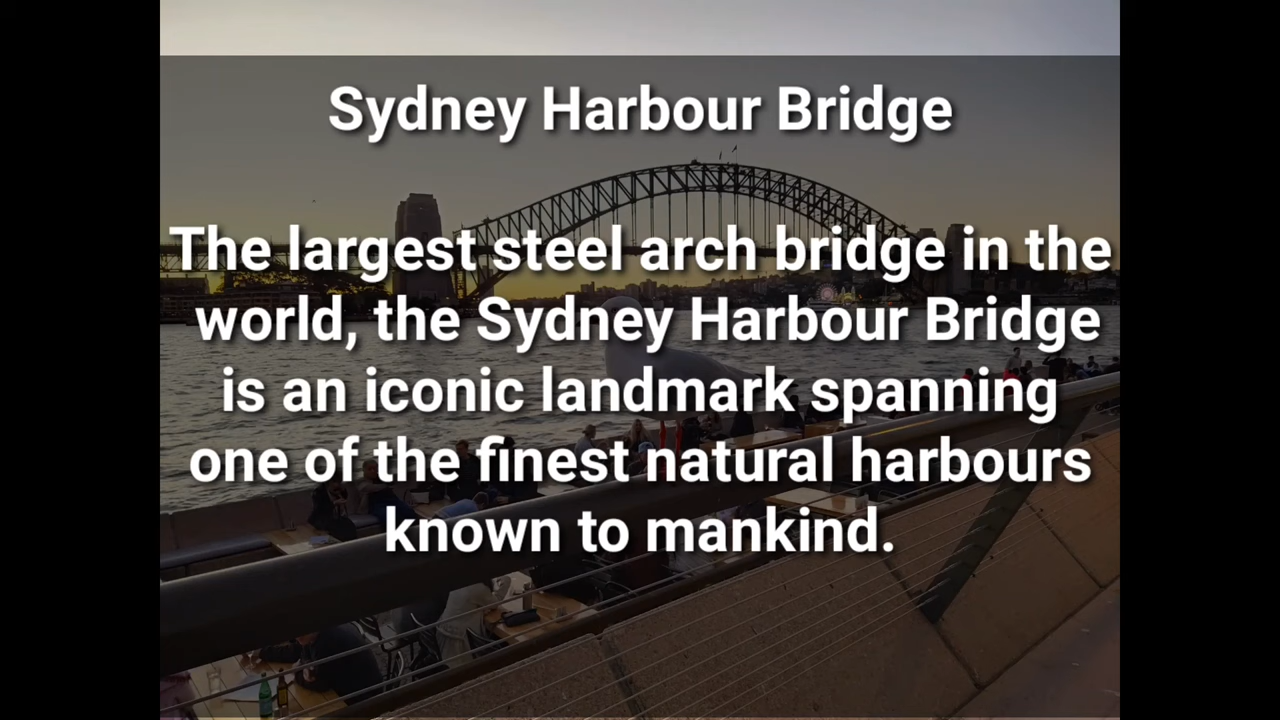 Sydney Harbour Bridge
The largest steel arch bridge in the
world, the Sydney Harbour Bridge
is an iconic landmark spanning
one of the finest natural harbours
known to mankind.